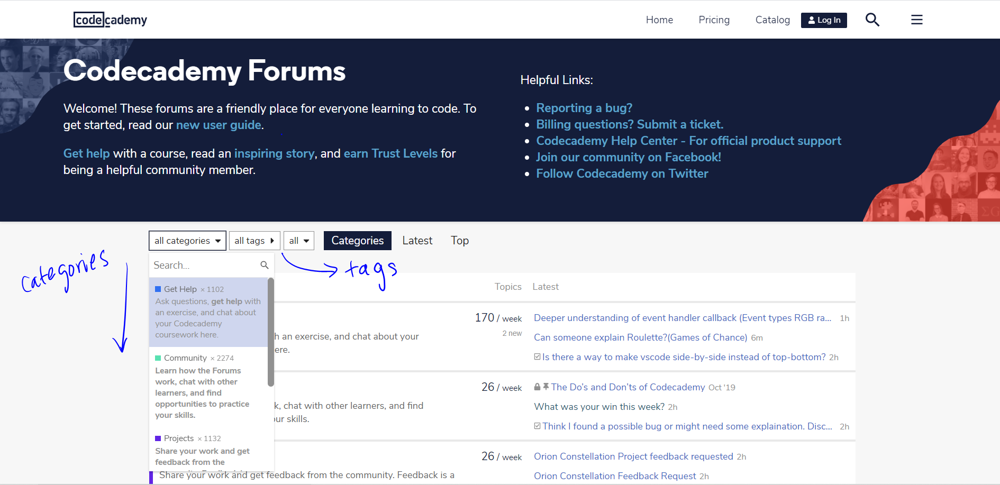 codecademy
Home Pricing Catalog Log In
Codecademy Forums
Welcome! These forums are a friendly place for everyone learning to code. To
get started, read our new user guide.
Get help with a course, read an inspiring story, and earn Trust Levels for
being a helpful community member.
Helpful Links:
Reporting a bug?
Billing questions? Submit a ticket.
Codecademy Help Center - For official product support
Join our community on Facebook!
Follow Codecademy on Twitter
all categories all tags all Categories Latest Top
categories
tags
Search...
Get Help × 1102
Ask questions, get help with
an exercise, and chat about
your Codecademy
coursework here.
Community × 2274
Learn how the Forums
work, chat with other
learners, and find
opportunities to practice
your skills.
Projects × 1132
Share your work and get
feedback from the
Topics Latest
h an exercise, and chat about your
ere.
170 / week
2 new
Deeper understanding of event handler callback (Event types RGB ra... 1h
Can someone explain Roulette?(Games of Chance) 6m
Is there a way to make vscode side-by-side instead of top-bottom? 2h
k, chat with other learners, and find
our skills.
26 / week
The Do's and Don'ts of Codecademy Oct '19
What was your win this week? 2h
Think I found a possible bug or might need some explaination. Disc... 2h
Share your work and get feedback from the community. Feedback is a
26 / week
Orion Constellation Project feedback requested 2h
Orion Constellation Feedback Request 2h